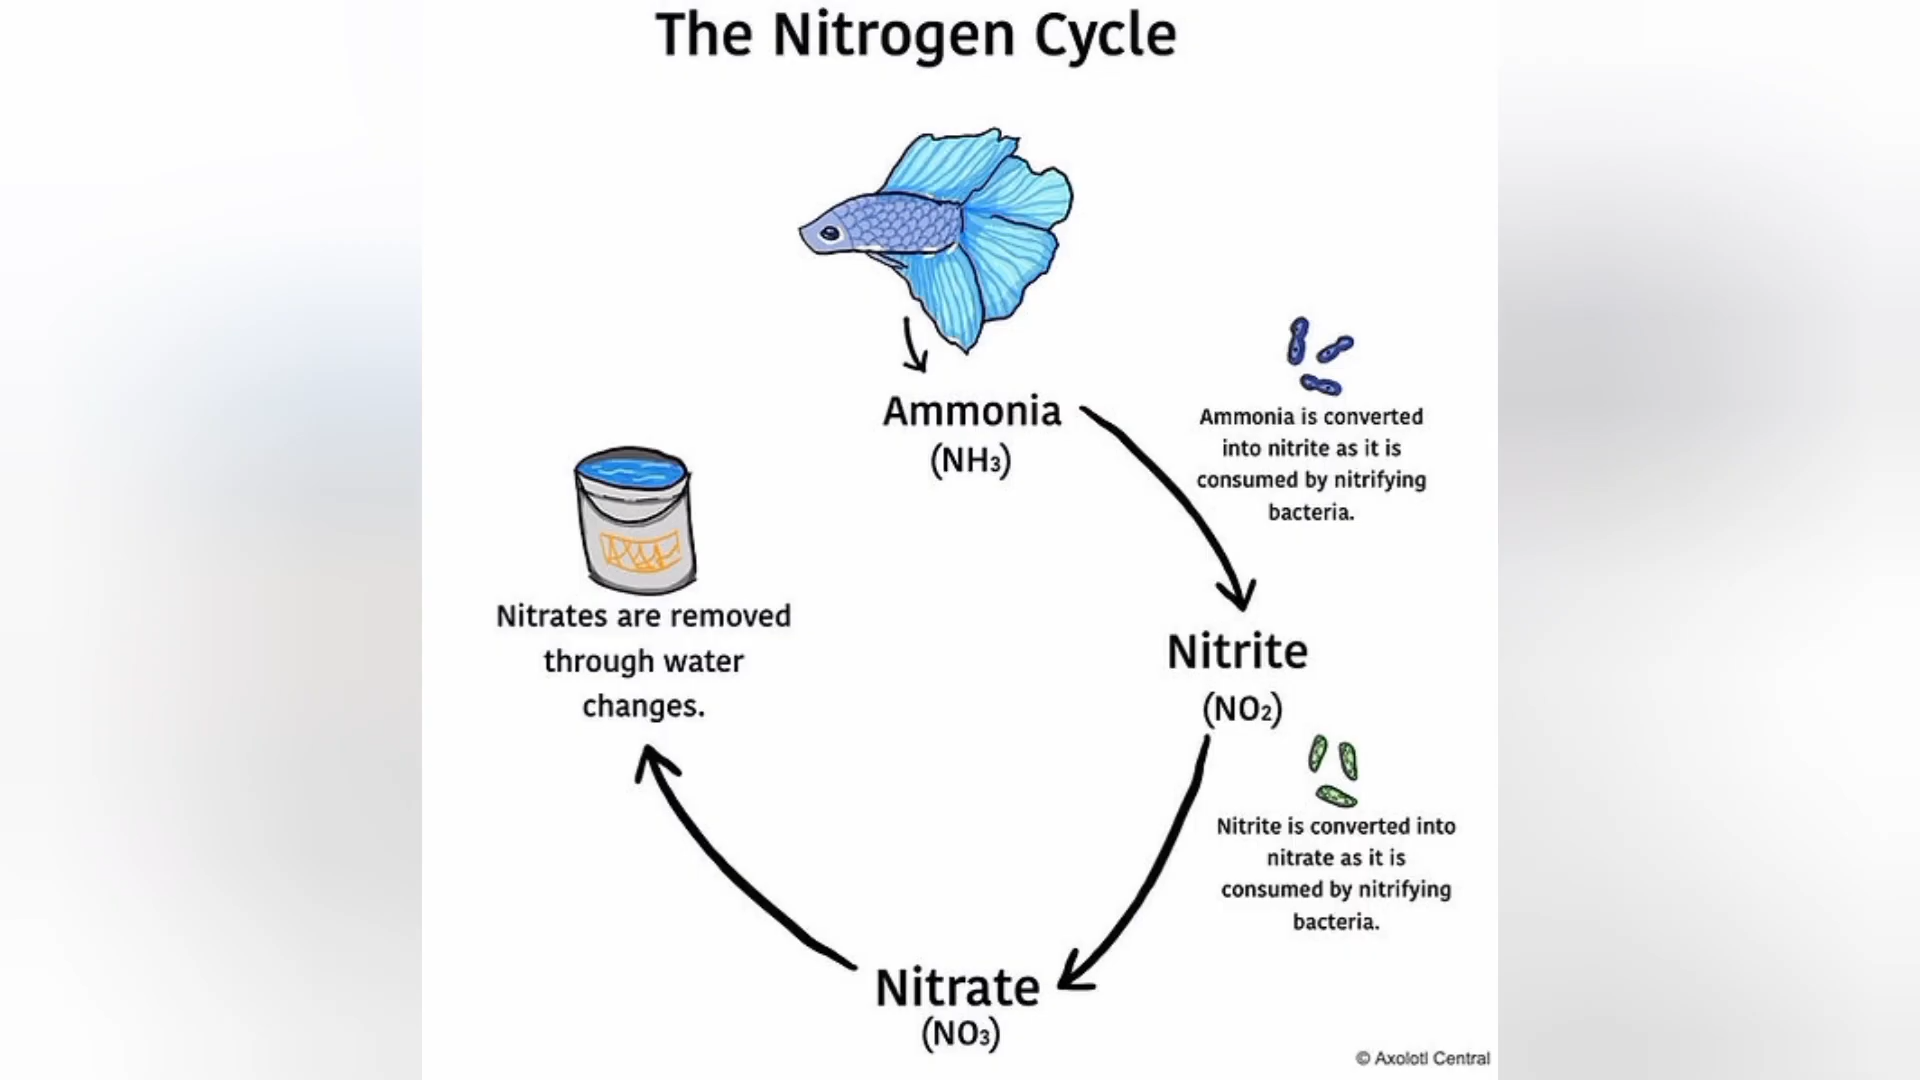 The Nitrogen Cycle
Ammonia
(NH₃)
Ammonia is converted
into nitrite as it is
consumed by nitrifying
bacteria.
Nitrite
(NO₂)
Nitrite is converted into
nitrate as it is
consumed by nitrifying
bacteria.
Nitrate
(NO₃)
Nitrates are removed
through water
changes.
© Axolotl Central